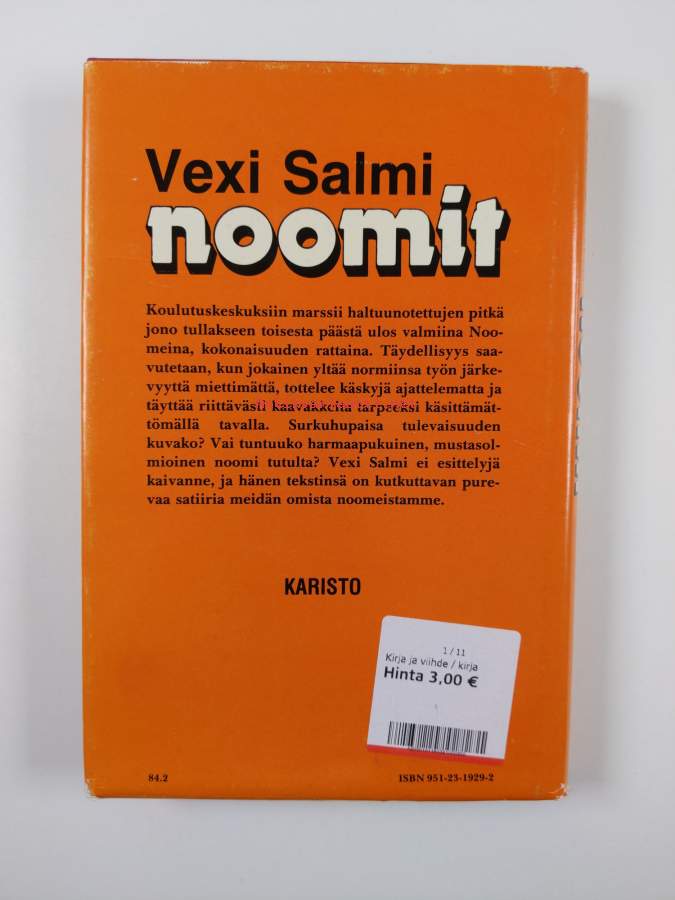 Vexi Salmi
noomit
Koulutuskeskuksiin marssii haltuunotettujen pitkä
jono tullakseen toisesta päästä ulos valmiina Noo-
meina, kokonaisuuden rattaina. Täydellisyys saa-
vutetaan, kun jokainen yltää normiinsa työn järke-
vyyttä miettimättä, tottelee käskyjä ajattelematta ja
täyttää riittävästi kaavakkeita tarpeeksi käsittämät-
tömällä tavalla. Surkuhupaisa tulevaisuuden
kuvako? Vai tuntuuko harmaapukuinen, mustasol-
mioinen noomi tutulta? Vexi Salmi ei esittelyjä
kaivanne, ja hänen tekstinsä on kutkuttavan pure-
vaa satiiria meidän omista noomeistamme.
KARISTO
1 / 11
Kirja ja viihde / kirja
Hinta 3,00 €
84.2
ISBN 951-23-1929-2